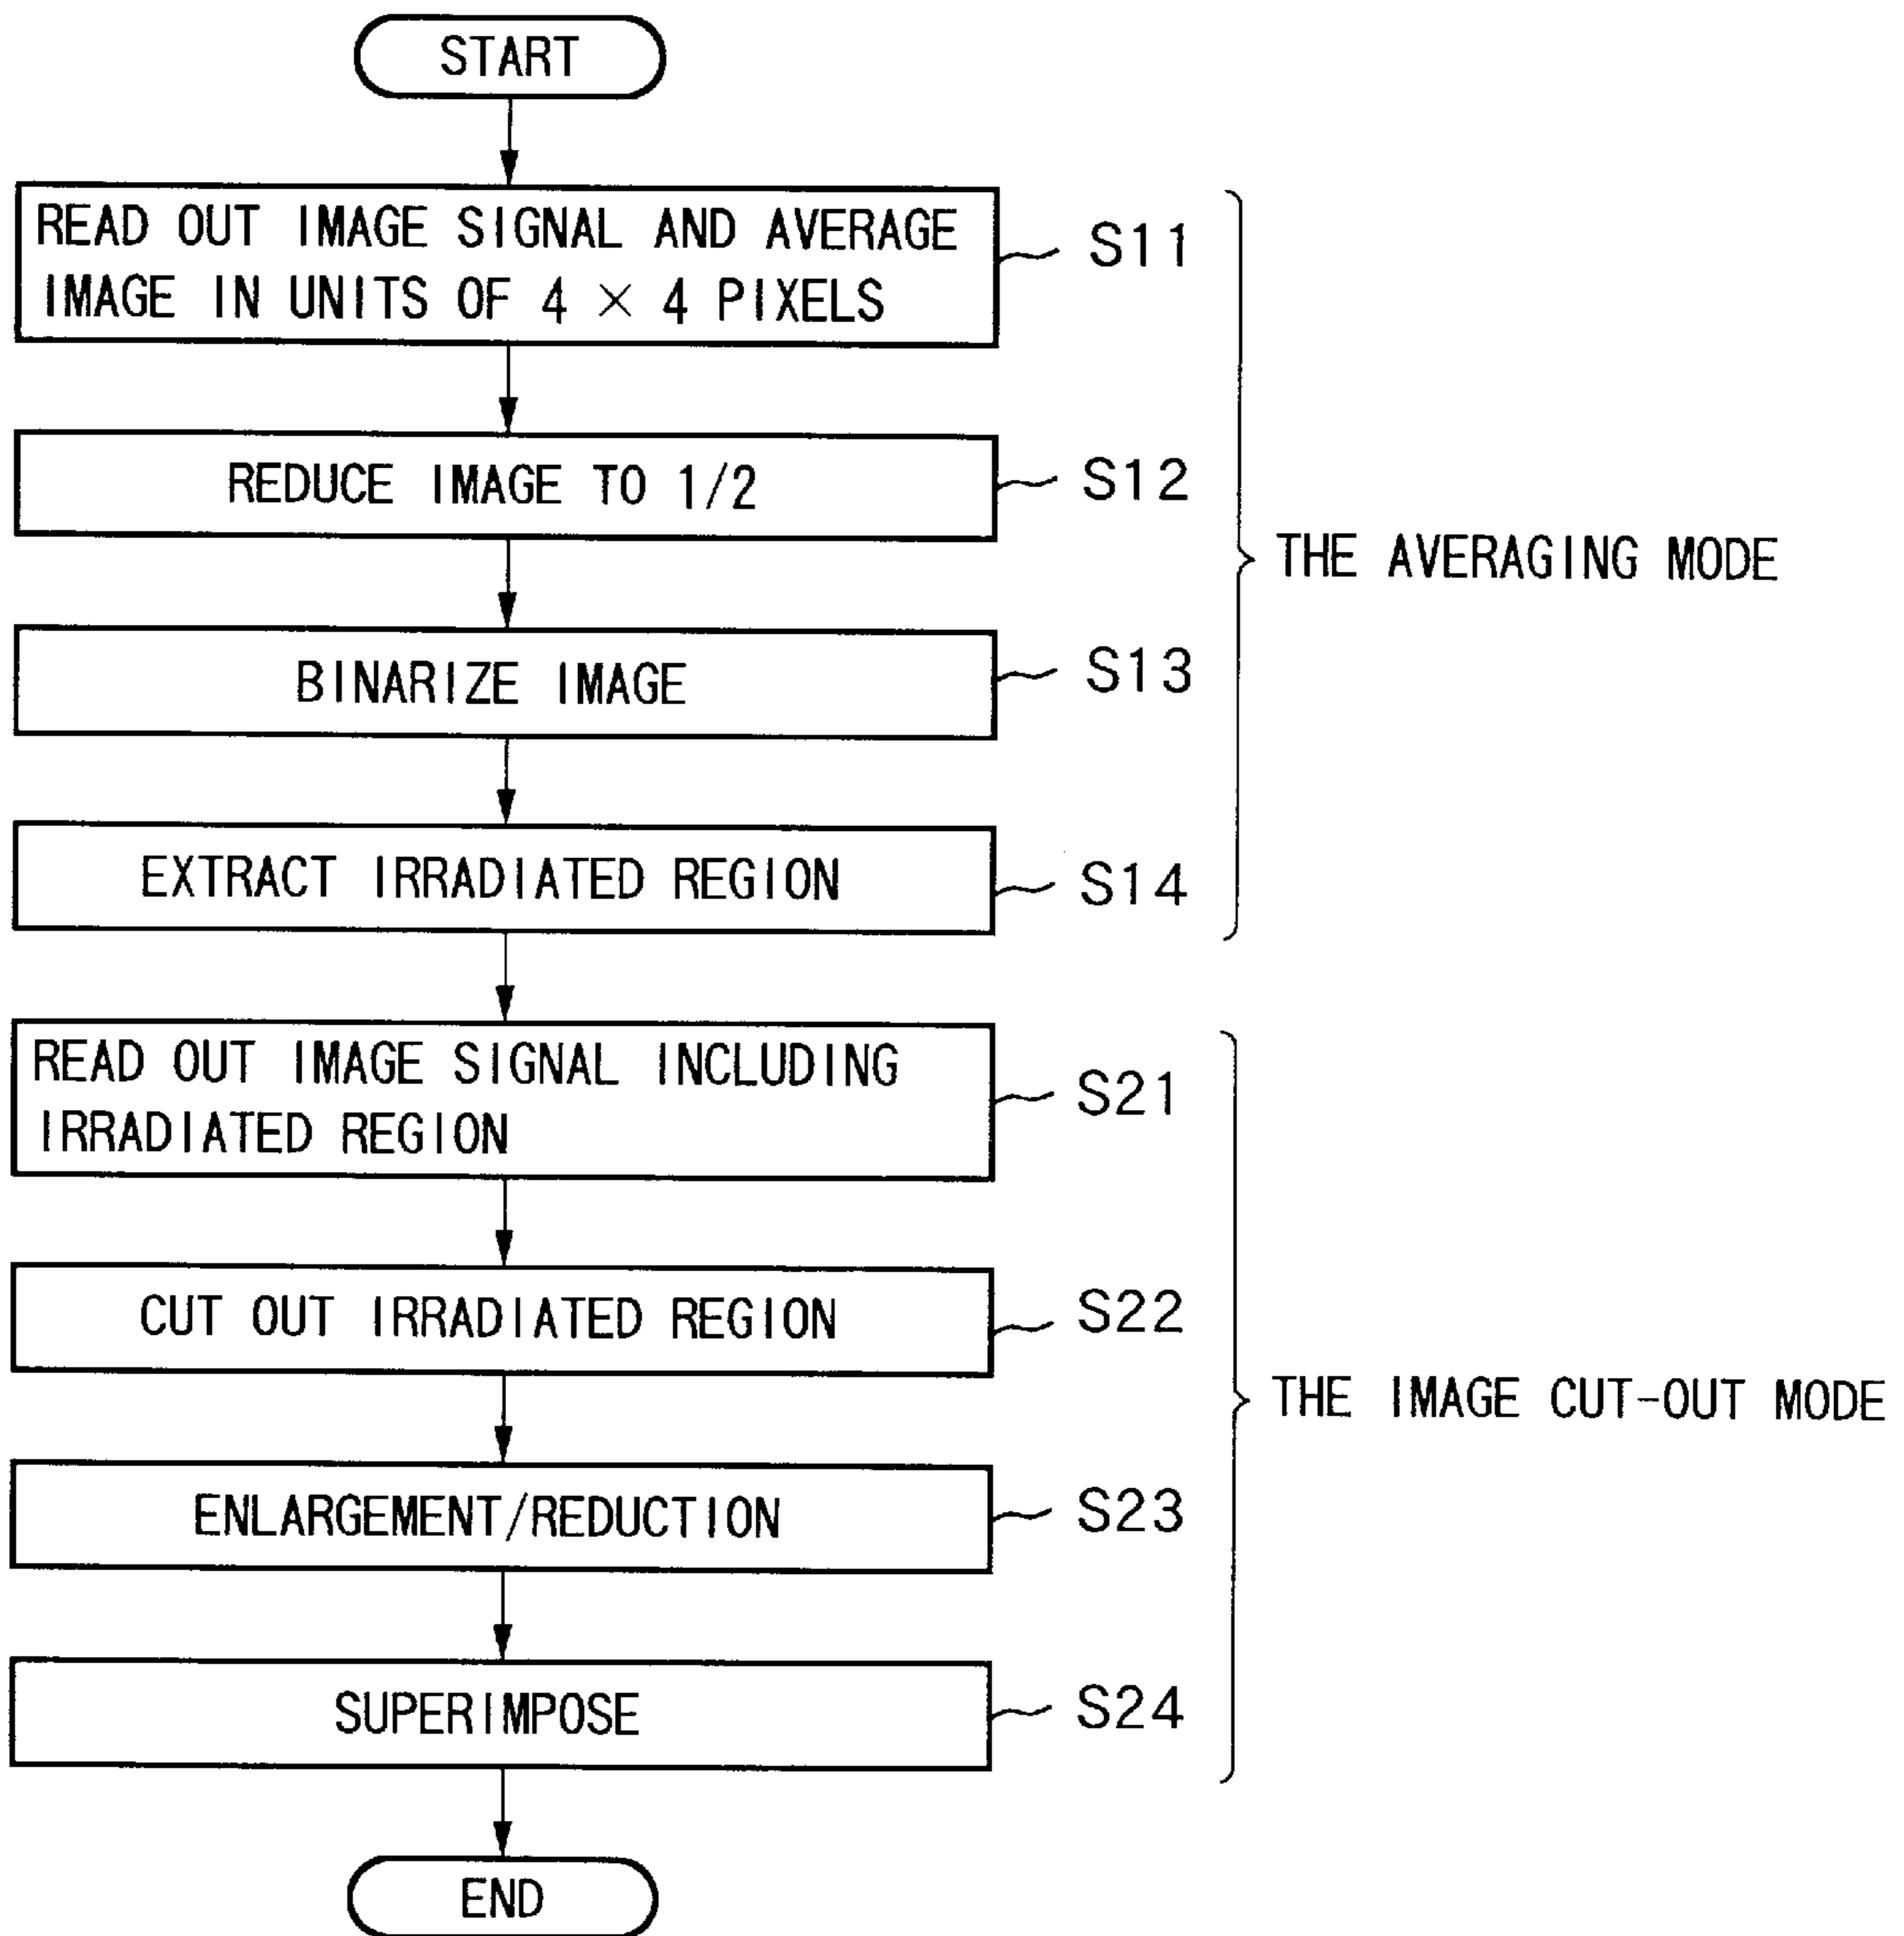 START
READ OUT IMAGE SIGNAL AND AVERAGE
IMAGE IN UNITS OF 4 × 4 PIXELS
S11
REDUCE IMAGE TO 1/2
S12
THE AVERAGING MODE
BINARIZE IMAGE
S13
EXTRACT IRRADIATED REGION
S14
READ OUT IMAGE SIGNAL INCLUDING
IRRADIATED REGION
S21
CUT OUT IRRADIATED REGION
S22
THE IMAGE CUT-OUT MODE
ENLARGEMENT/REDUCTION
S23
SUPERIMPOSE
S24
END